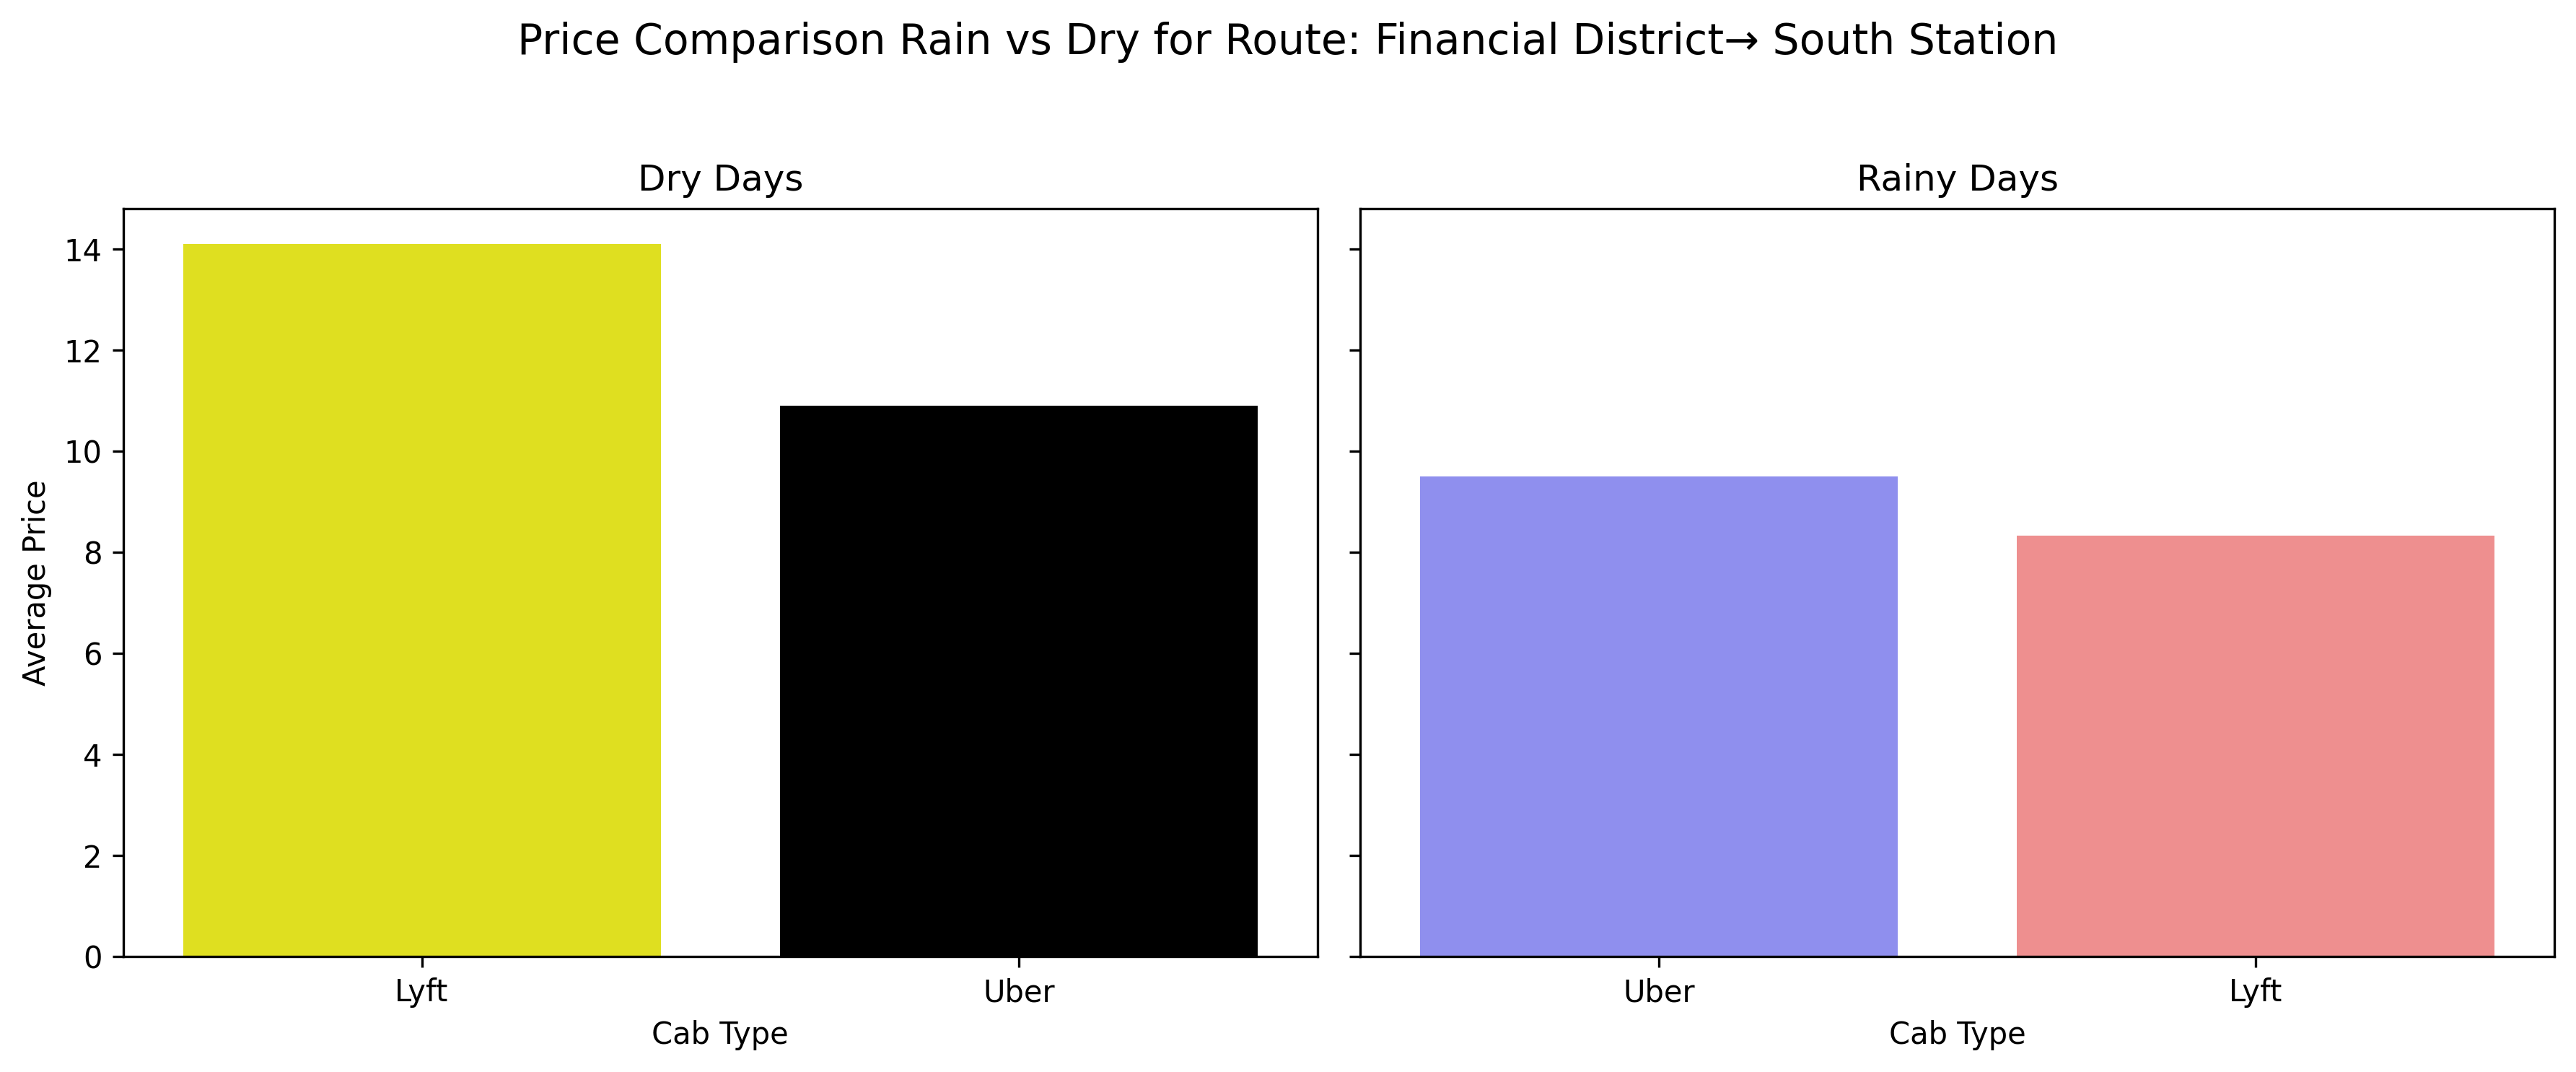 Price Comparison Rain vs Dry for Route: Financial District→ South Station
Dry Days
Average Price
14
12
10
8
6
4
2
0
Lyft
Uber
Cab Type
Rainy Days
Uber
Lyft
Cab Type